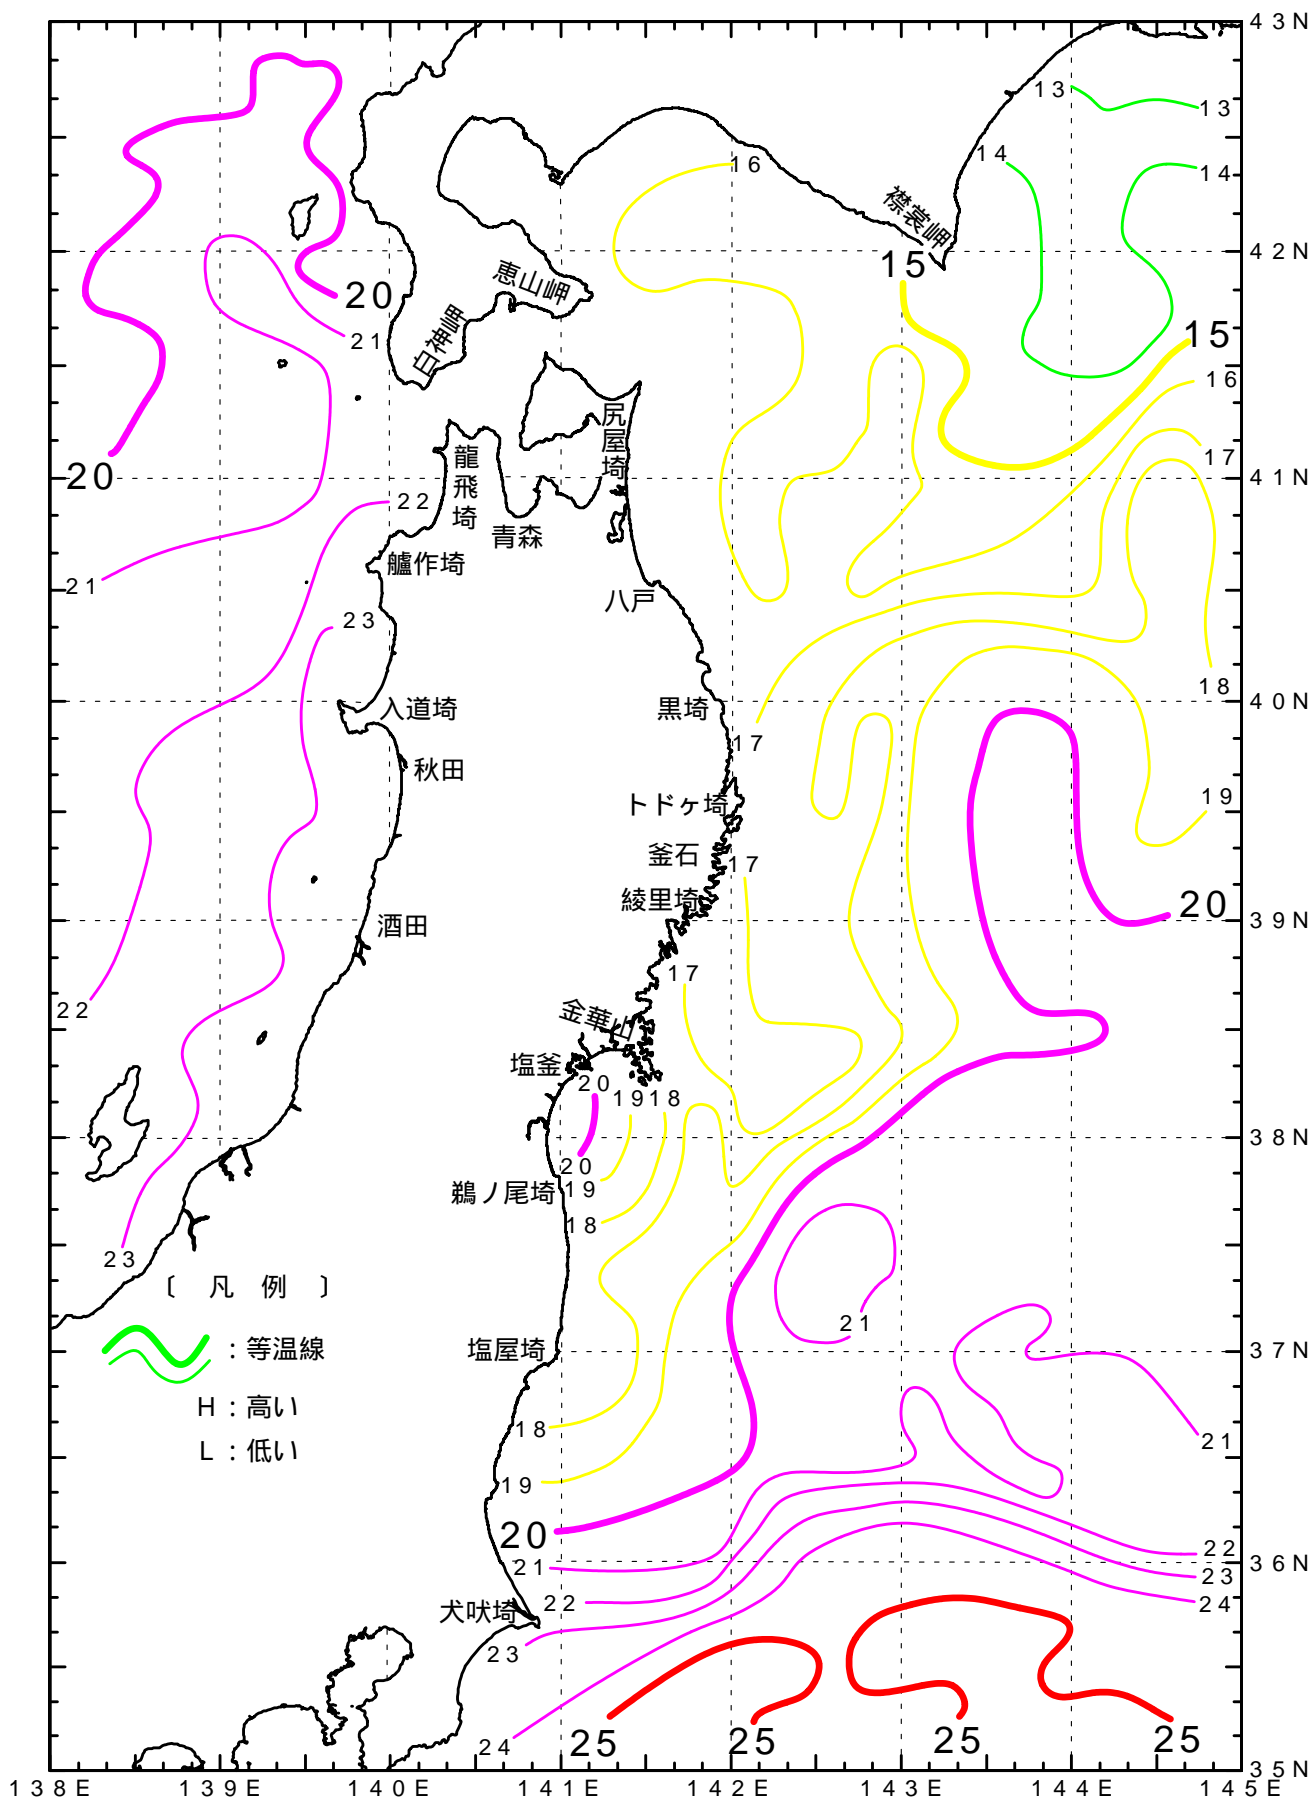 43N
13
13
14
14
16
襟裳岬
42N
15
恵山岬
20
21
白神岬
15
16
尻屋埼
17
龍飛埼
20
41N
22
青森
艫作埼
21
八戸
23
18
入道埼
黒埼
40N
17
秋田
トドヶ埼
19
釜石
17
綾里埼
20
酒田
39N
17
22
金華山
塩釜
20
19
18
38N
20
鵜ノ尾埼
19
18
23
〔 凡 例 〕
21
:等温線
塩屋埼
37N
H:高い
18
21
L:低い
19
20
22
21
36N
23
22
24
犬吠埼
23
24
25
25
25
25
35N
138E
139E
140E
141E
142E
143E
144E
145E